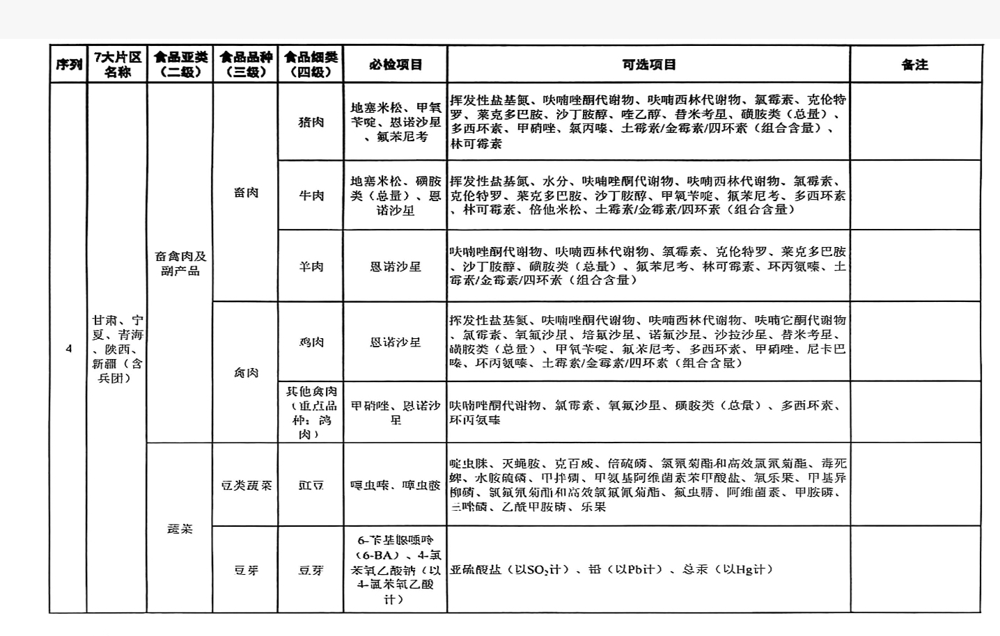 序列
7大片区
名称
食品亚类
（二级）
食品品种
（三级）
食品细类
（四级）
必检项目
可选项目
备注
4
甘肃、宁
夏、青海
、陕西、
新疆（含
兵团）
畜禽肉及
副产品
畜肉
猪肉
地塞米松、甲氧
苄啶、恩诺沙星
、氟苯尼考
挥发性盐基氮、呋喃唑酮代谢物、呋喃西林代谢物、氯霉素、克伦特
罗、莱克多巴胺、沙丁胺醇、喹乙醇、替米考星、磺胺类（总量）、
多西环素、甲硝唑、氯丙嗪、土霉素/金霉素/四环素（组合含量）、
林可霉素
牛肉
地塞米松、磺胺
类（总量）、恩
诺沙星
挥发性盐基氮、水分、呋喃唑酮代谢物、呋喃西林代谢物、氯霉素、
克伦特罗、莱克多巴胺、沙丁胺醇、甲氧苄啶、氟苯尼考、多西环素
、林可霉素、倍他米松、土霉素/金霉素/四环素（组合含量）
羊肉
恩诺沙星
呋喃唑酮代谢物、呋喃西林代谢物、氯霉素、克伦特罗、莱克多巴胺
、沙丁胺醇、磺胺类（总量）、氟苯尼考、林可霉素、环丙氨嗪、土
霉素/金霉素/四环素（组合含量）
禽肉
鸡肉
恩诺沙星
挥发性盐基氮、呋喃唑酮代谢物、呋喃西林代谢物、呋喃它酮代谢物
、氯霉素、氧氟沙星、培氟沙星、诺氟沙星、沙拉沙星、替米考星、
磺胺类（总量）、甲氧苄啶、氟苯尼考、多西环素、甲硝唑、尼卡巴
嗪、环丙氨嗪、土霉素/金霉素/四环素（组合含量）
其他禽肉
（重点品
种：鸽
肉）
甲硝唑、恩诺沙
星
呋喃唑酮代谢物、氯霉素、氧氟沙星、磺胺类（总量）、多西环素、
环丙氨嗪
蔬菜
豆类蔬菜
豇豆
噻虫嗪、噻虫胺
啶虫脒、灭蝇胺、克百威、倍硫磷、氯氰菊酯和高效氯氰菊酯、毒死
蜱、水胺硫磷、甲拌磷、甲氨基阿维菌素苯甲酸盐、氧乐果、甲基异
柳磷、氯氟氰菊酯和高效氯氟氰菊酯、氟虫腈、阿维菌素、甲胺磷、
三唑磷、乙酰甲胺磷、乐果
豆芽
豆芽
6-苄基腺嘌呤
（6-BA）、4-氯
苯氧乙酸钠（以
4-氯苯氧乙酸
计）
亚硫酸盐（以SO₂计）、铅（以Pb计）、总汞（以Hg计）